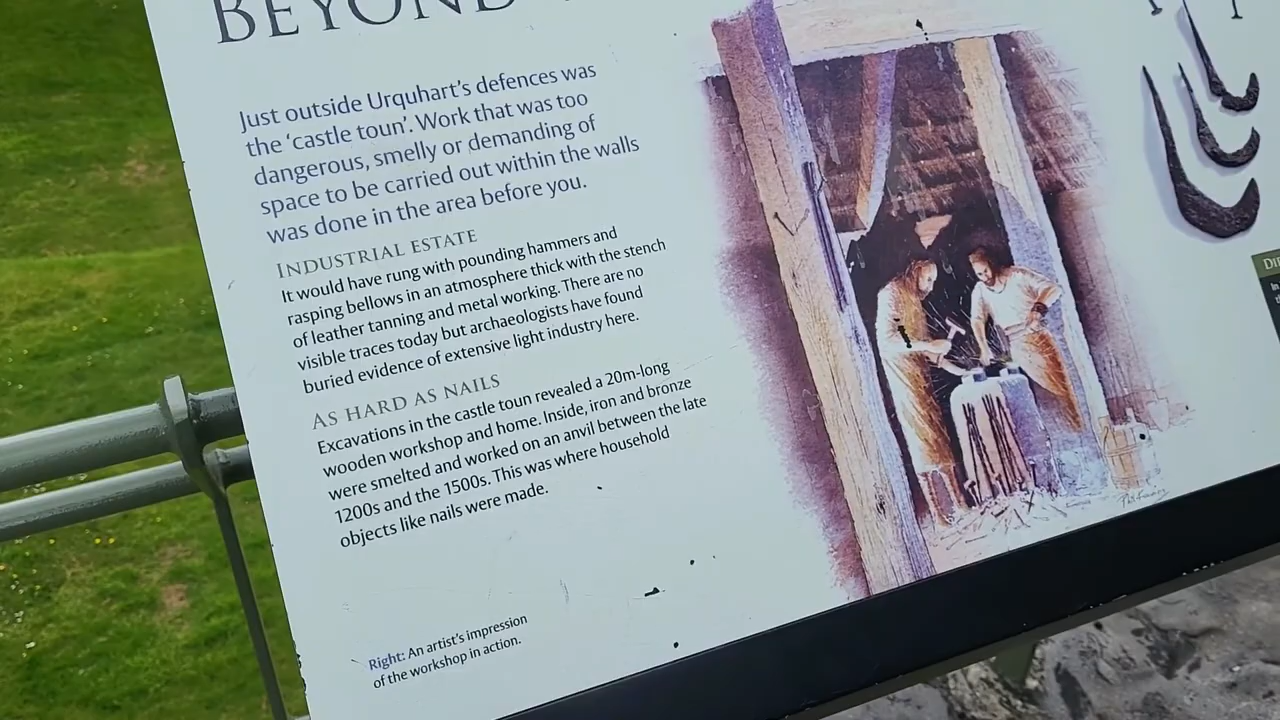 BEYOND
Just outside Urquhart's defences was
the 'castle toun'. Work that was too
dangerous, smelly or demanding of
space to be carried out within the walls
was done in the area before you.
INDUSTRIAL ESTATE
It would have rung with pounding hammers and
rasping bellows in an atmosphere thick with the stench
of leather tanning and metal working. There are no
visible traces today but archaeologists have found
buried evidence of extensive light industry here.
AS HARD AS NAILS
Excavations in the castle toun revealed a 20m-long
wooden workshop and home. Inside, iron and bronze
were smelted and worked on an anvil between the late
1200s and the 1500s. This was where household
objects like nails were made.
Right: An artist's impression
of the workshop in action.